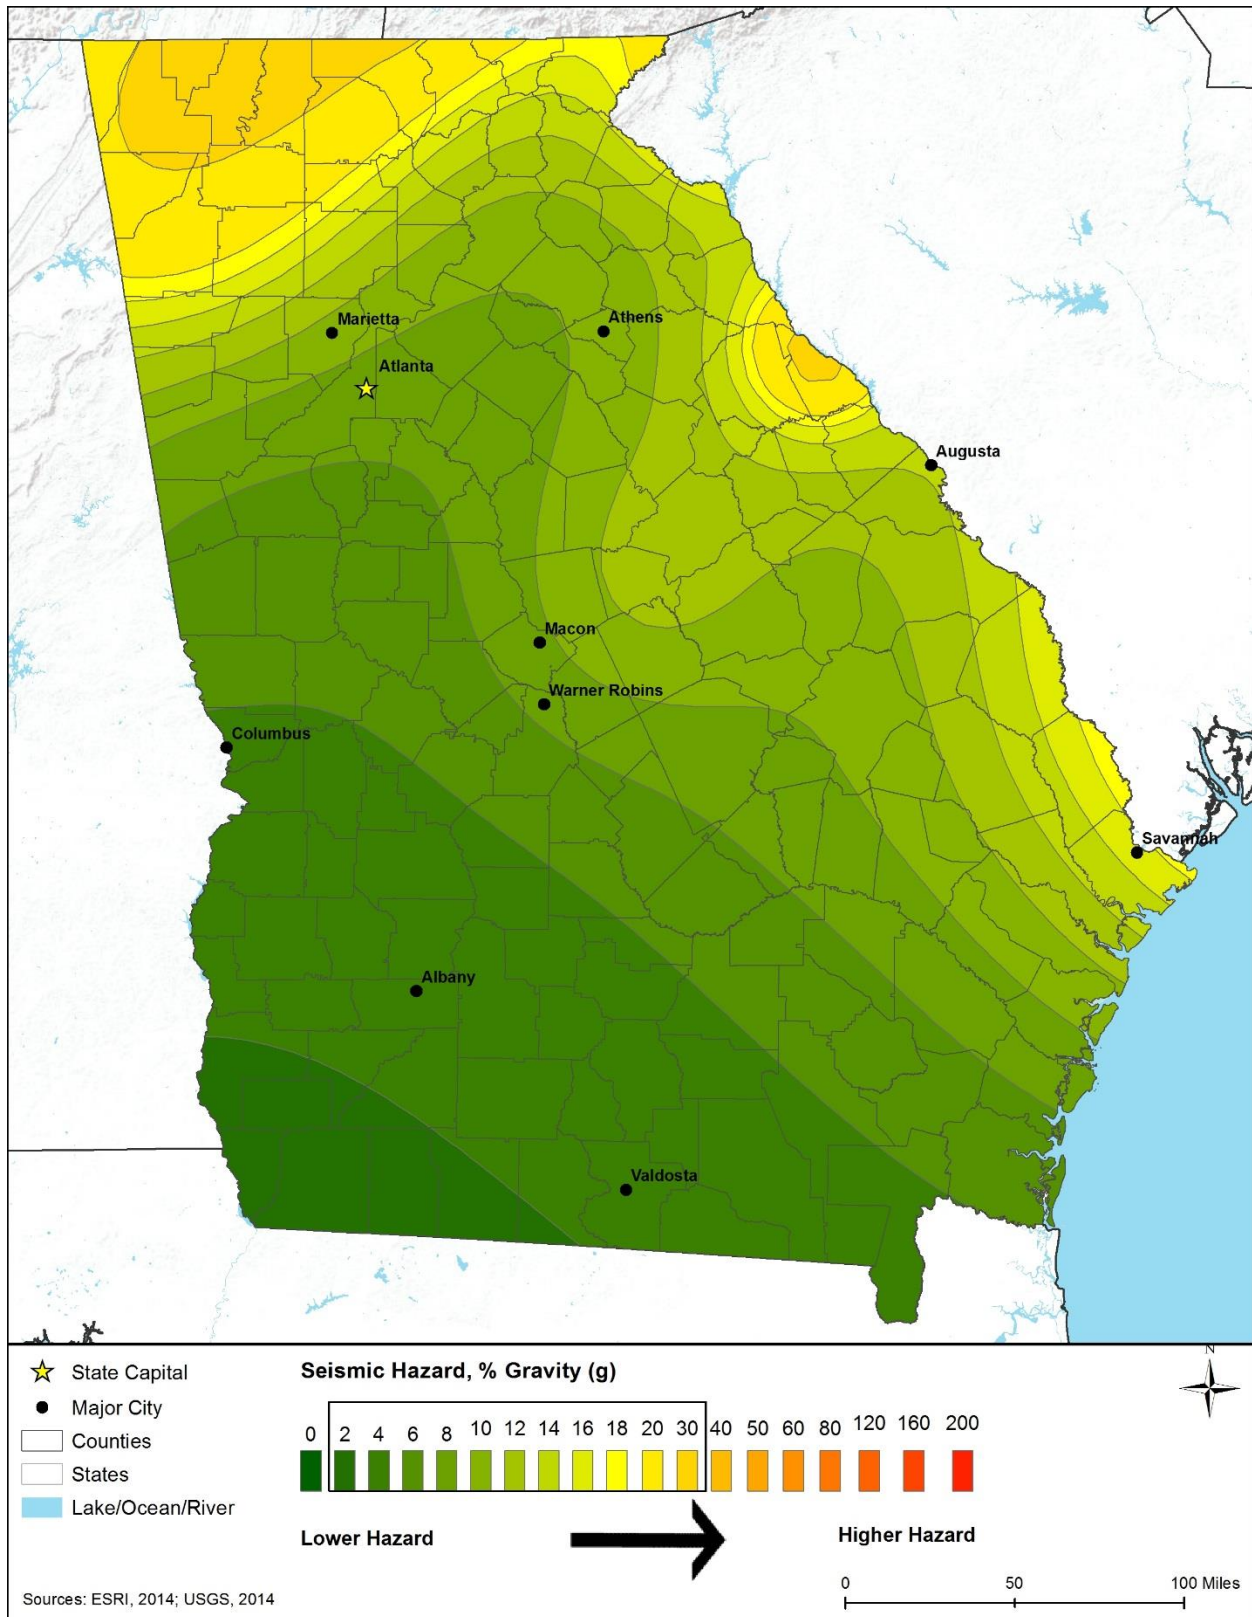 Marietta
Athens
Atlanta
Augusta
Macon
Warner Robins
Columbus
Savannah
Albany
Valdosta
State Capital
Major City
Counties
States
Lake/Ocean/River
Seismic Hazard, % Gravity (g)
0 2 4 6 8 10 12 14 16 18 20 30 40 50 60 80 120 160 200
Lower Hazard
Higher Hazard
N
0 50 100 Miles
Sources: ESRI, 2014; USGS, 2014